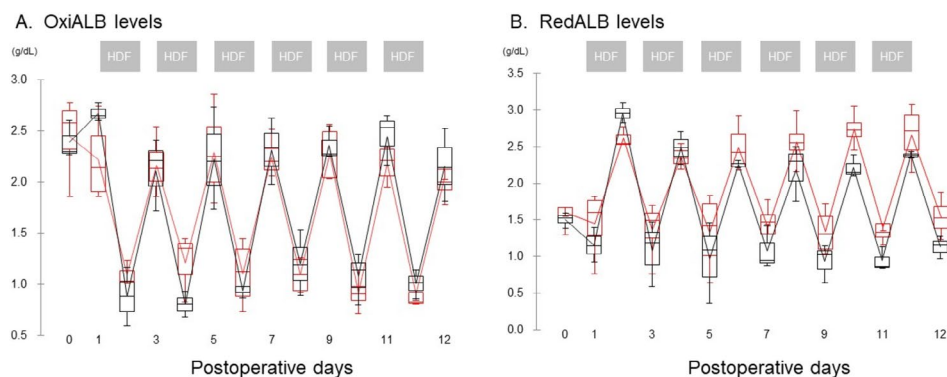 A. OxiALB levels
(g/dL)
HDF HDF HDF HDF HDF HDF
3.0
2.5
2.0
1.5
1.0
0.5
0 1 3 5 7 9 11 12
Postoperative days
B. RedALB levels
(g/dL)
HDF HDF HDF HDF HDF HDF
3.5
3.0
2.5
2.0
1.5
1.0
0.0
0 1 3 5 7 9 11 12
Postoperative days